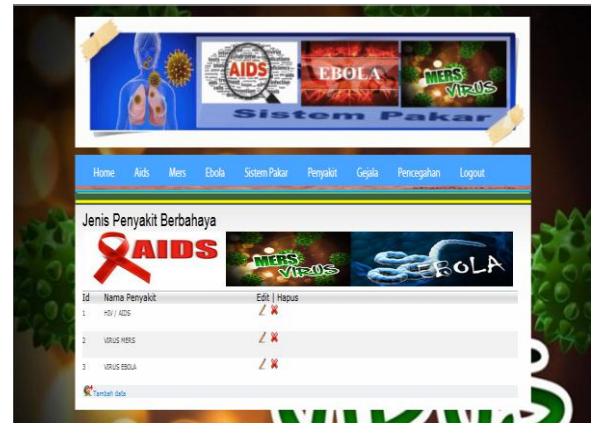 AIDS EBOLA MERS VIRUS
Sistem Pakar
Home Aids Mers Ebola Sistem Pakar Penyakit Gejala Pencegahan Logout
Jenis Penyakit Berbahaya
AIDS MERS VIRUS EBOLA
Id Nama Penyakit Edit | Hapus
1 HIV / AIDS
2 VIRUS MERS
3 VIRUS EBOLA
Tambah data